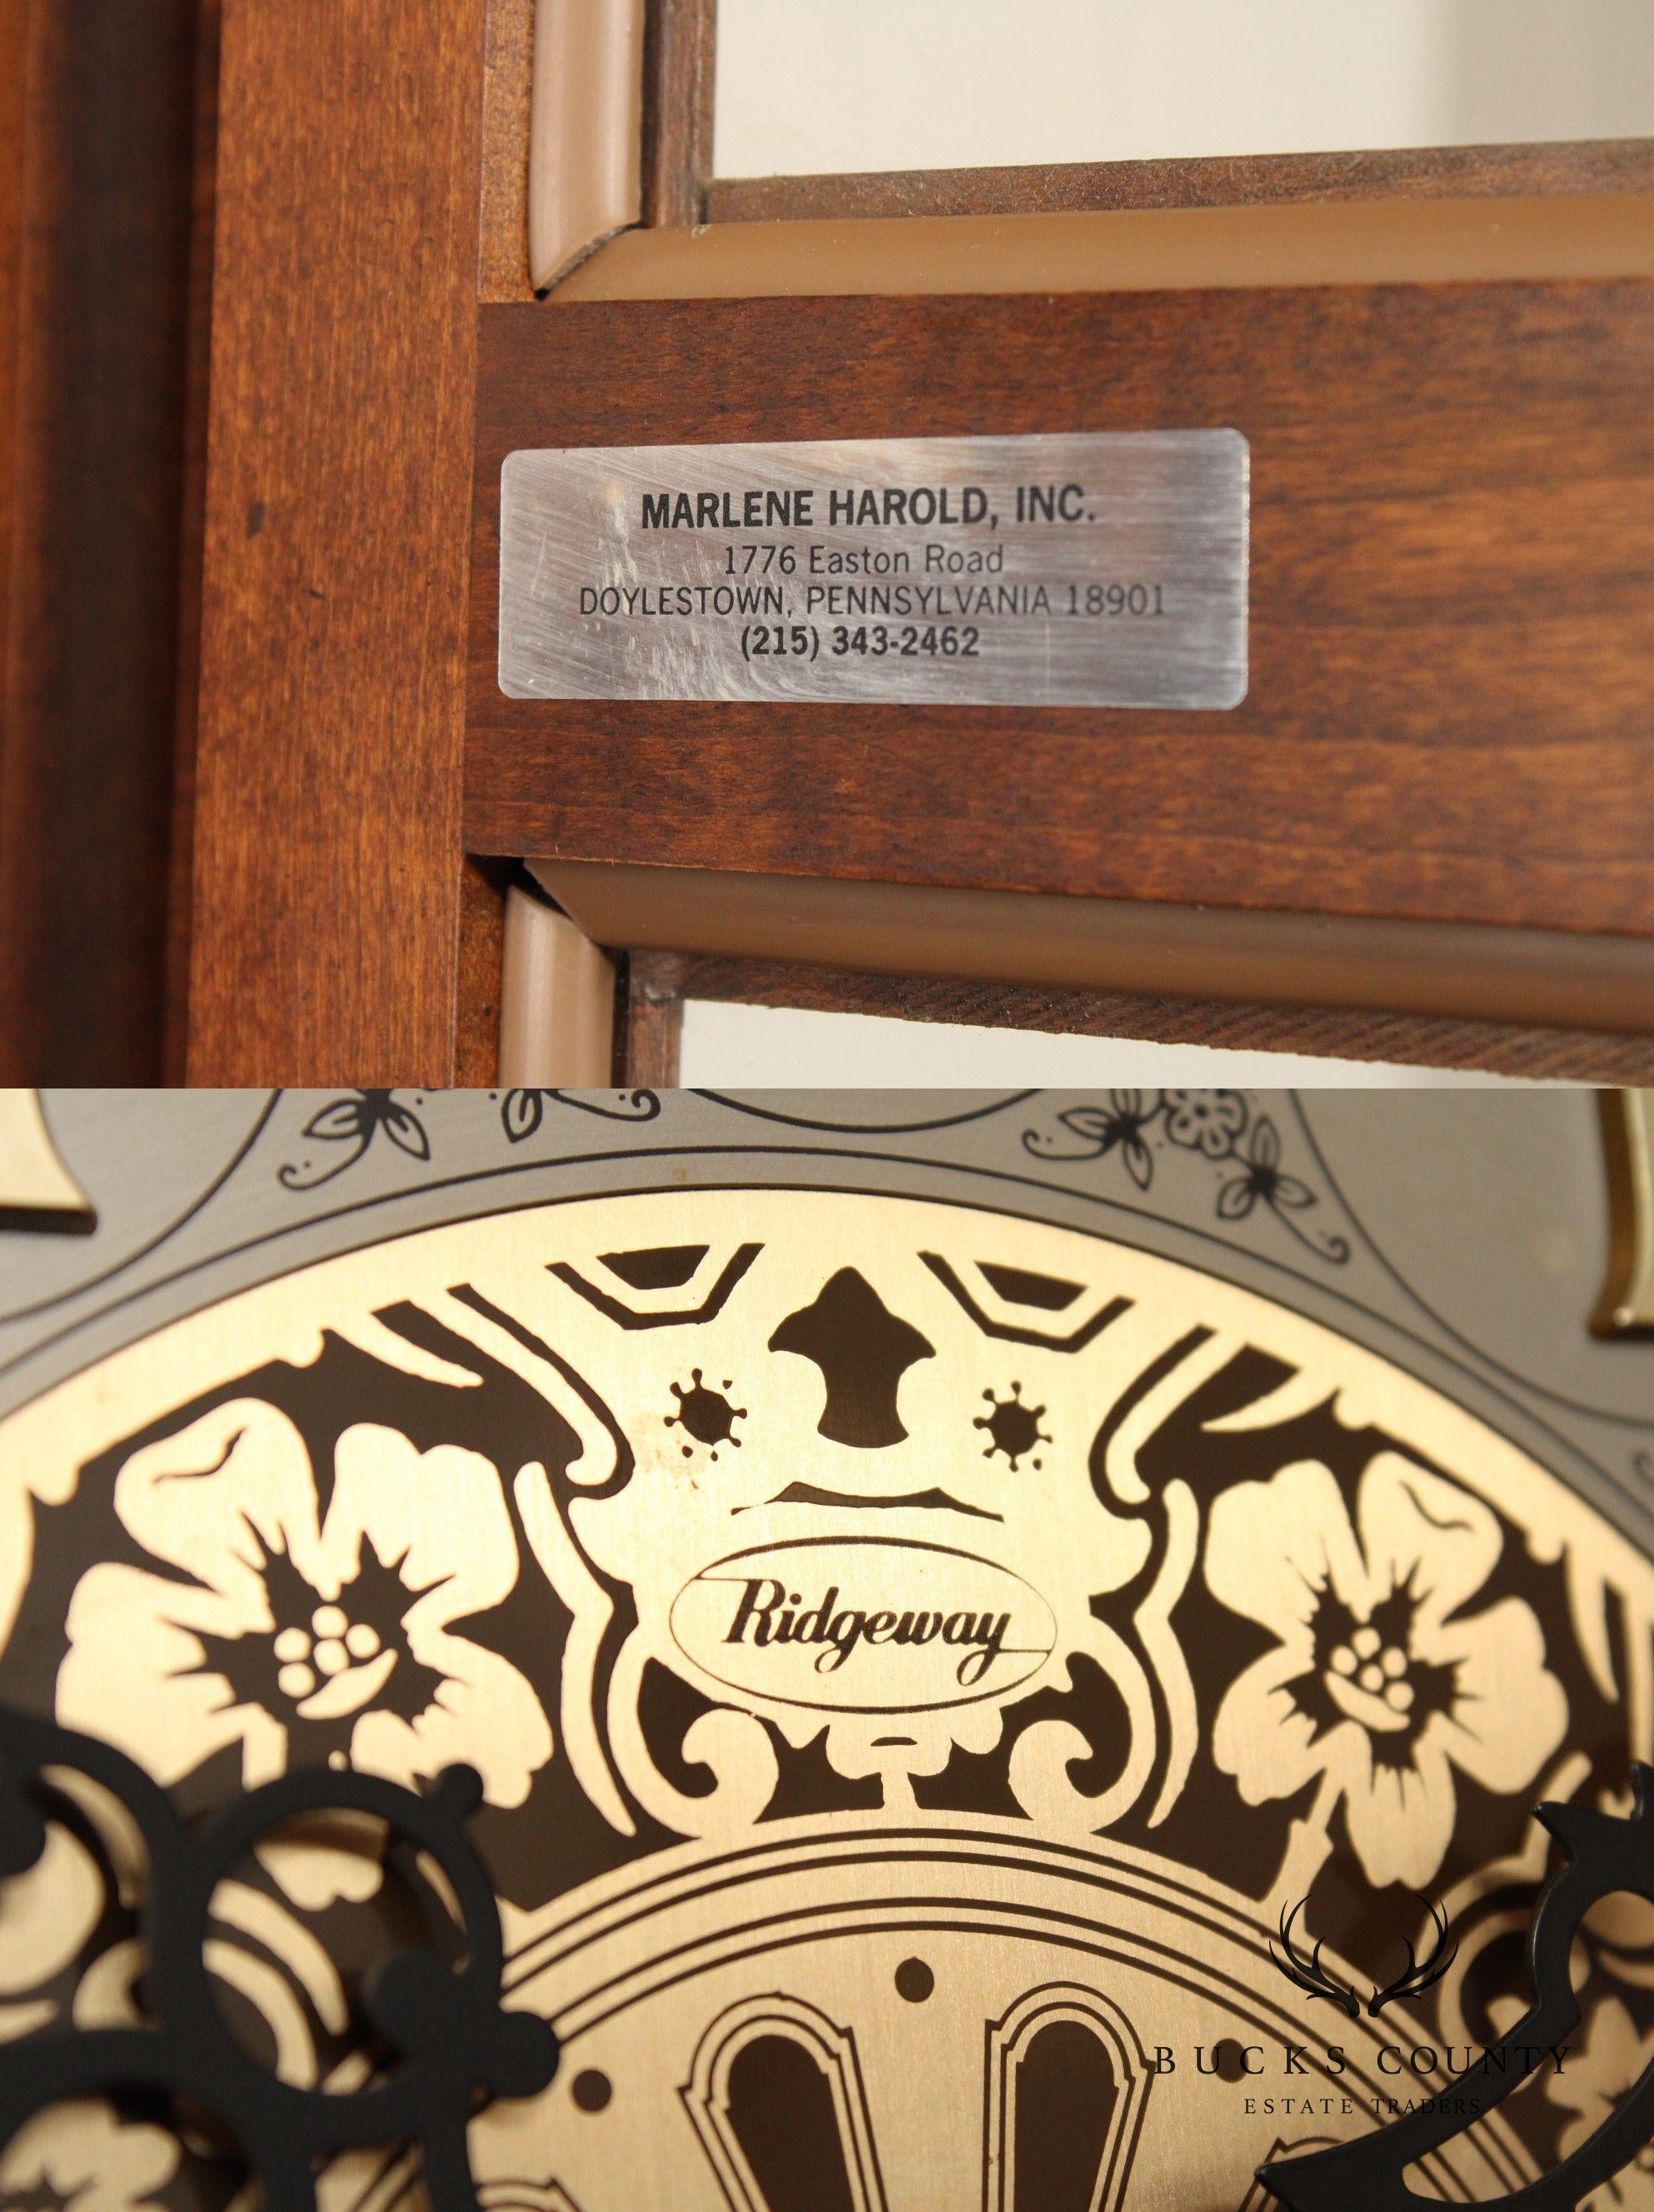 MARLENE HAROLD, INC.
1776 Easton Road
DOYLESTOWN, PENNSYLVANIA 18901
(215) 343-2462
Ridgeway
BUCKS COUNTY
ESTATE TRADERS